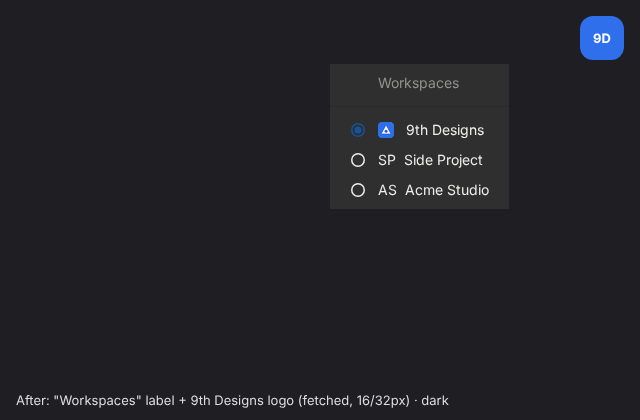 9D
Workspaces
9th Designs
SP Side Project
AS Acme Studio
After: "Workspaces" label + 9th Designs logo (fetched, 16/32px) · dark